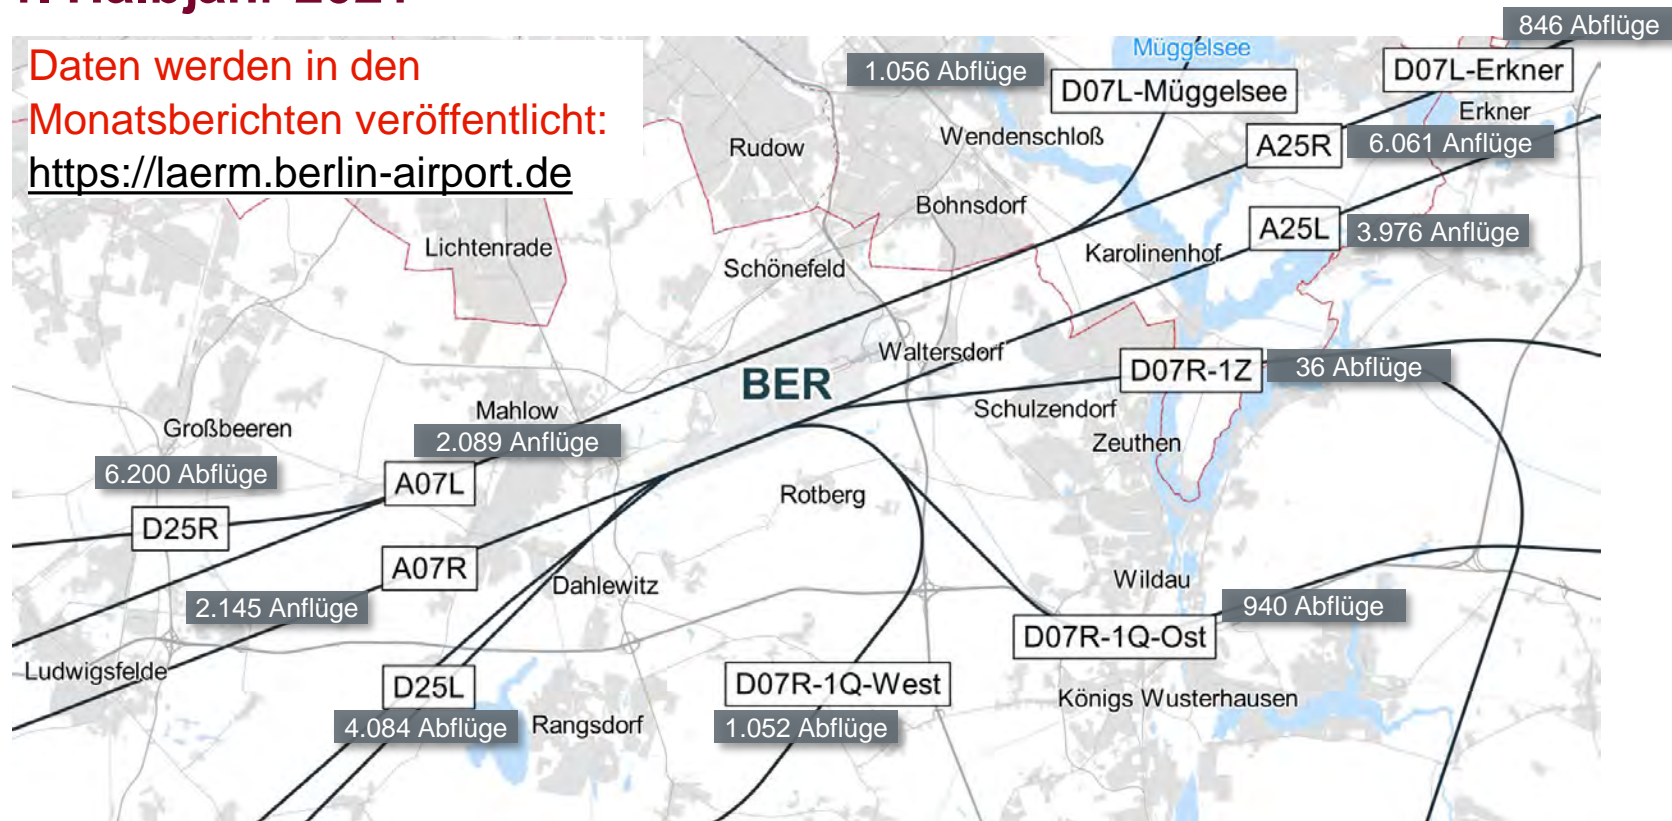 846 Abflüge
Daten werden in den
Monatsberichten veröffentlicht:
https://laerm.berlin-airport.de
Müggelsee
1.056 Abflüge
D07L-Müggelsee
D07L-Erkner
Erkner
Wendenschloß
Rudow
A25R
6.061 Anflüge
Bohnsdorf
A25L
3.976 Anflüge
Lichtenrade
Karolinenhof
Schönefeld
Waltersdorf
BER
D07R-1Z
36 Abflüge
Schulzendorf
Mahlow
Großbeeren
2.089 Anflüge
Zeuthen
6.200 Abflüge
A07L
Rotberg
D25R
A07R
Dahlewitz
Wildau
2.145 Anflüge
940 Abflüge
D07R-1Q-Ost
Ludwigsfelde
D25L
D07R-1Q-West
Königs Wusterhausen
4.084 Abflüge
Rangsdorf
1.052 Abflüge